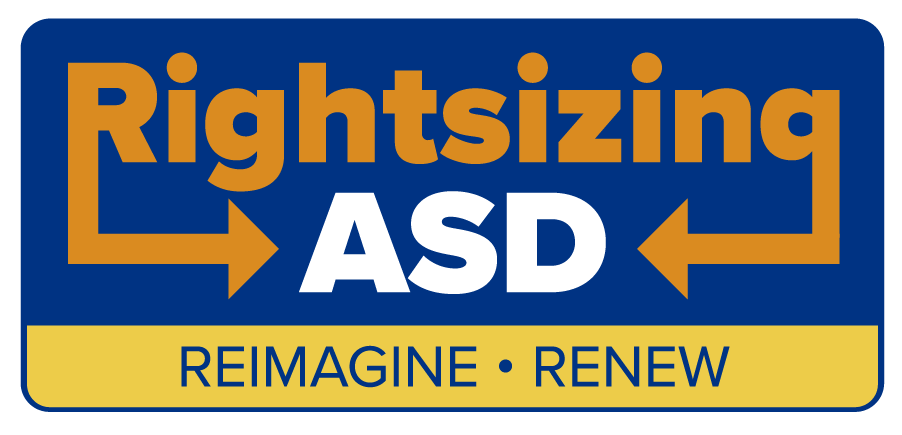 Rightsizing
ASD
REIMAGINE • RENEW